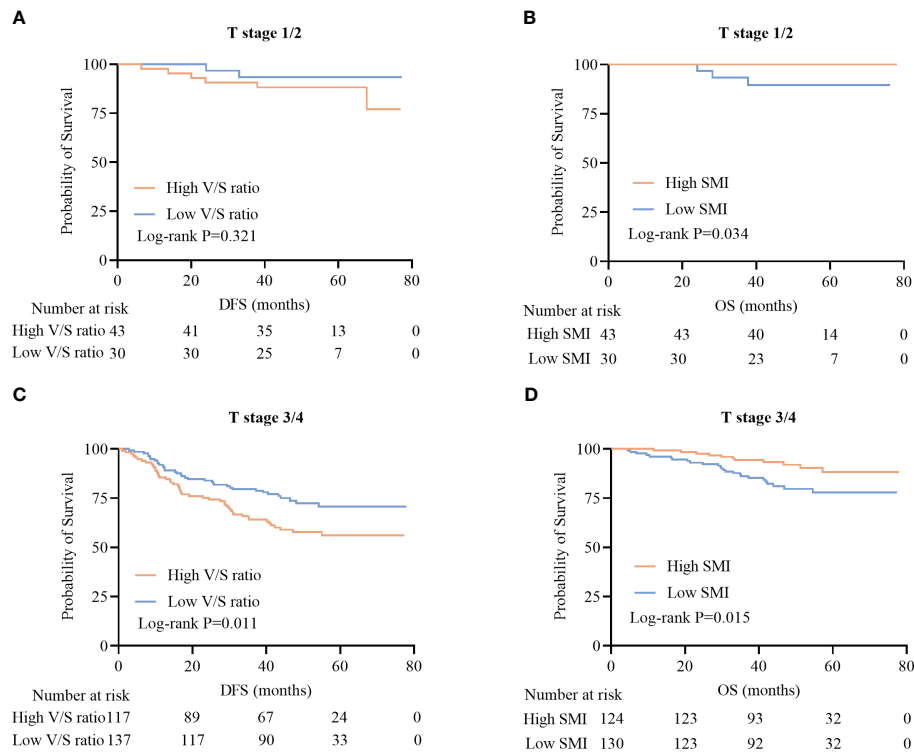 A
T stage 1/2
Probability of Survival
100
75
50
25
0
High V/S ratio
Low V/S ratio
Log-rank P=0.321
0 20 40 60 80
DFS (months)
Number at risk
High V/S ratio 43 41 35 13 0
Low V/S ratio 30 30 25 7 0
B
T stage 1/2
Probability of Survival
100
75
50
25
0
High SMI
Low SMI
Log-rank P=0.034
0 20 40 60 80
OS (months)
Number at risk
High SMI 43 43 40 14 0
Low SMI 30 30 23 7 0
C
T stage 3/4
Probability of Survival
100
75
50
25
0
High V/S ratio
Low V/S ratio
Log-rank P=0.011
0 20 40 60 80
DFS (months)
Number at risk
High V/S ratio 117 89 67 24 0
Low V/S ratio 137 117 90 33 0
D
T stage 3/4
Probability of Survival
100
75
50
25
0
High SMI
Low SMI
Log-rank P=0.015
0 20 40 60 80
OS (months)
Number at risk
High SMI 124 123 93 32 0
Low SMI 130 123 92 32 0